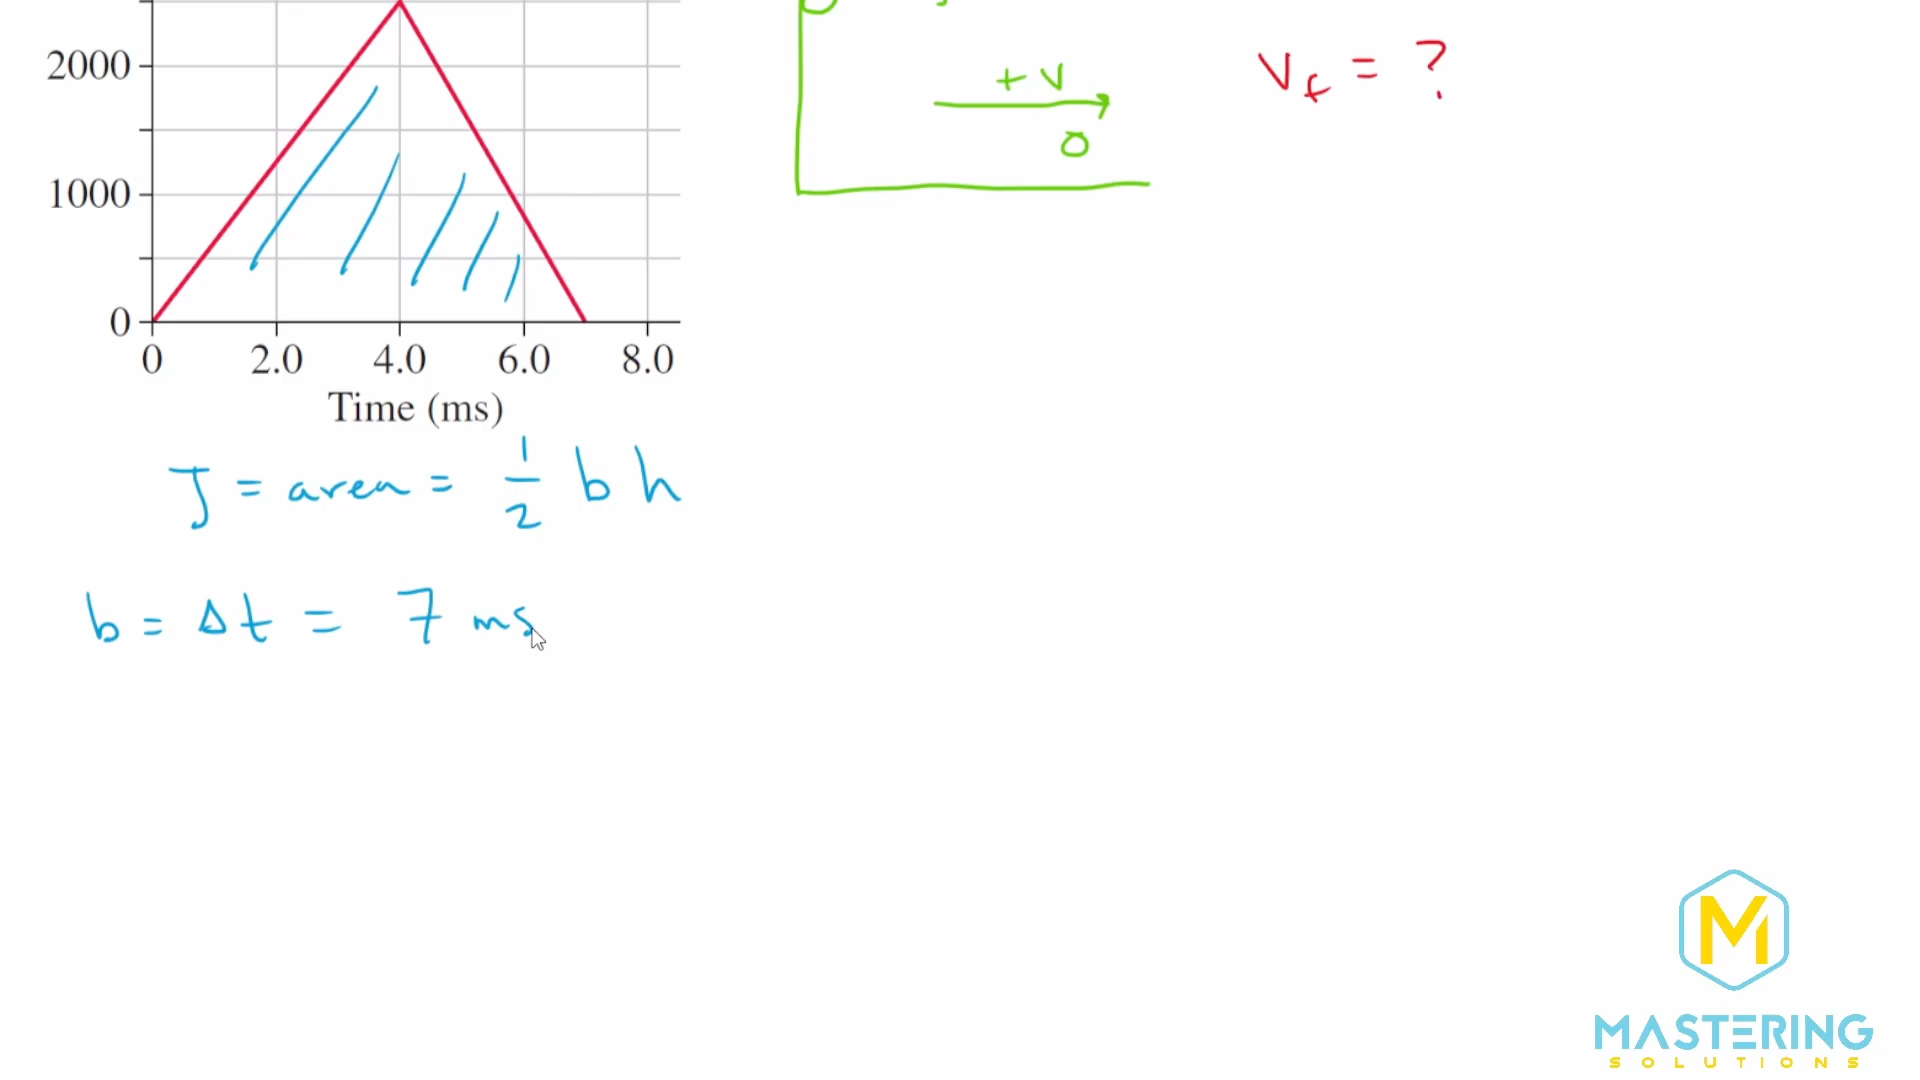 2000
1000
0
0 2.0 4.0 6.0 8.0
Time (ms)
+v
0
vf = ?
J = area = 1/2 b h
b = Δt = 7 ms
M
MASTERING
SOLUTIONS